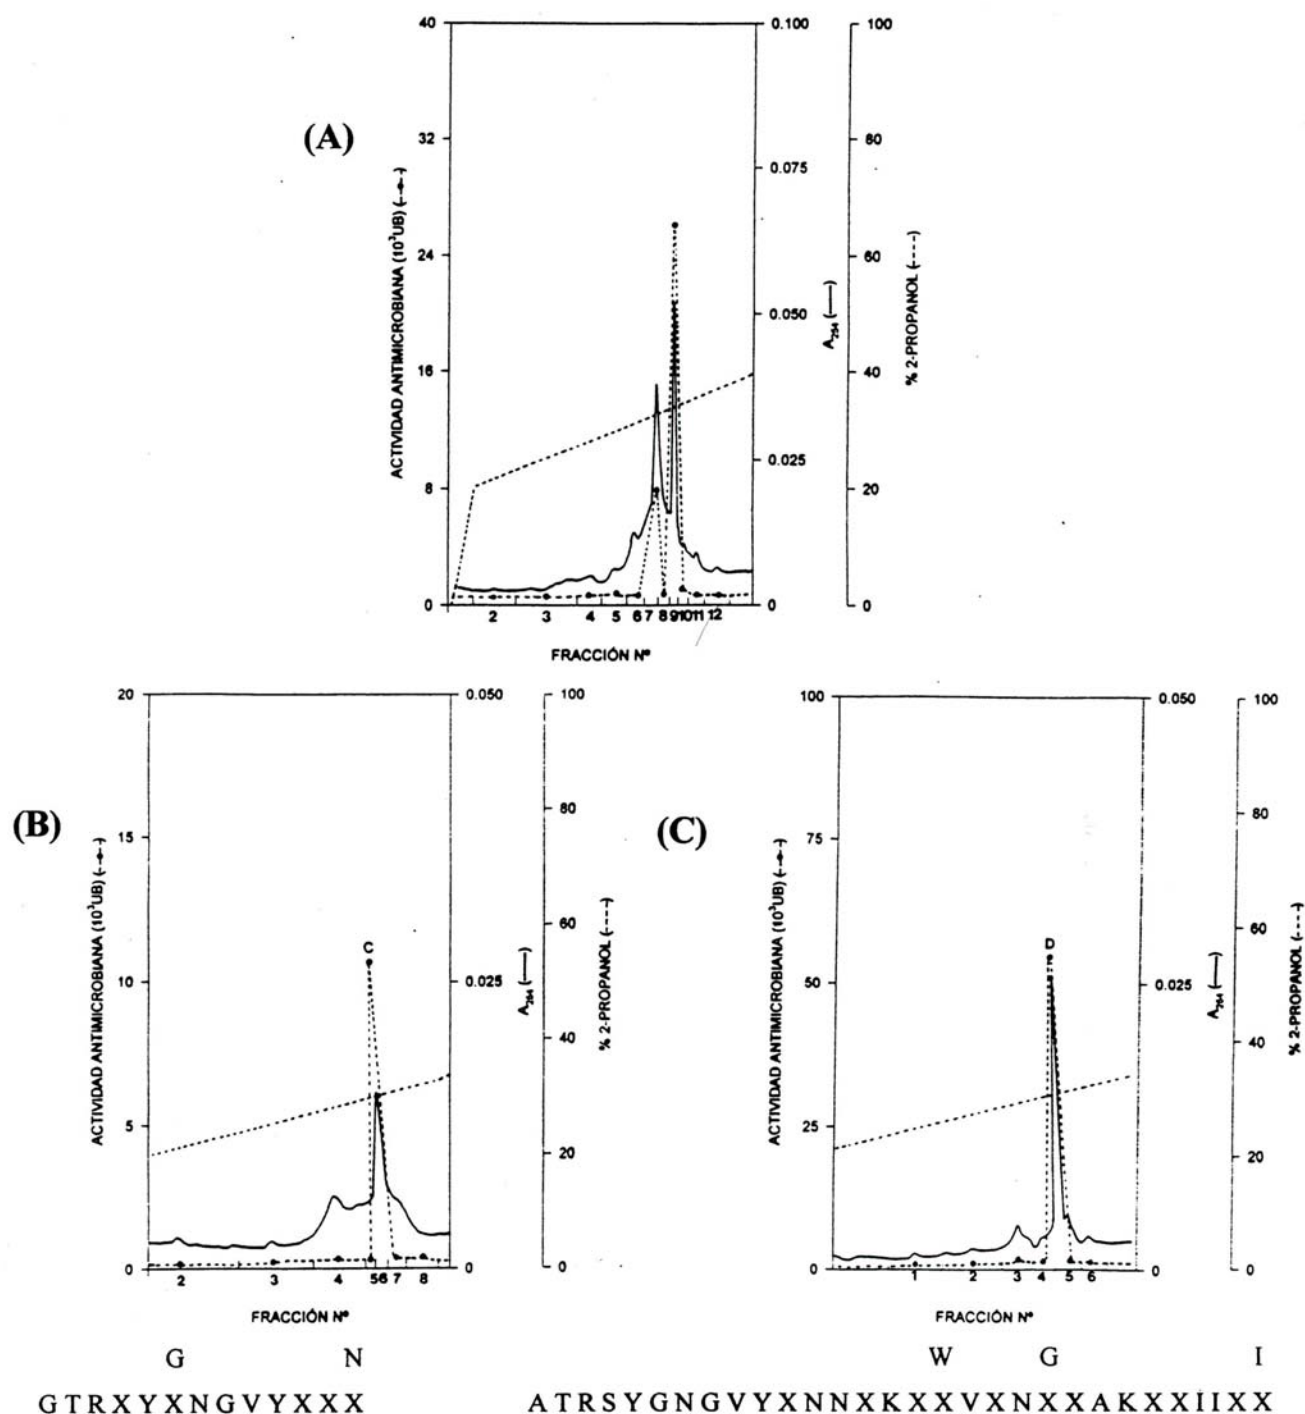 (A)
ACTIVIDAD ANTIMICROBIANA (10³UB) (--●--)
40
32
24
16
8
0
0.100
0.075
0.050
0.025
0
A₂₅₄ (——)
100
80
60
40
20
0
% 2-PROPANOL (----)
2 3 4 5 6 7 8 9 10 11 12
FRACCIÓN Nº
(B)
ACTIVIDAD ANTIMICROBIANA (10³UB) (--●--)
20
15
10
5
0
C
0.050
0.025
0
A₂₅₄ (——)
100
80
60
40
20
0
% 2-PROPANOL (----)
2 3 4 5 6 7 8
FRACCIÓN Nº
(C)
ACTIVIDAD ANTIMICROBIANA (10³UB) (--●--)
100
75
50
25
0
D
0.050
0.025
0
A₂₅₄ (——)
100
80
60
40
20
0
% 2-PROPANOL (----)
1 2 3 4 5 6
FRACCIÓN Nº
G N
G T R X Y X N G V Y X X X
W G I
A T R S Y G N G V Y X N N X K X X V X N X X A K X X I I X X